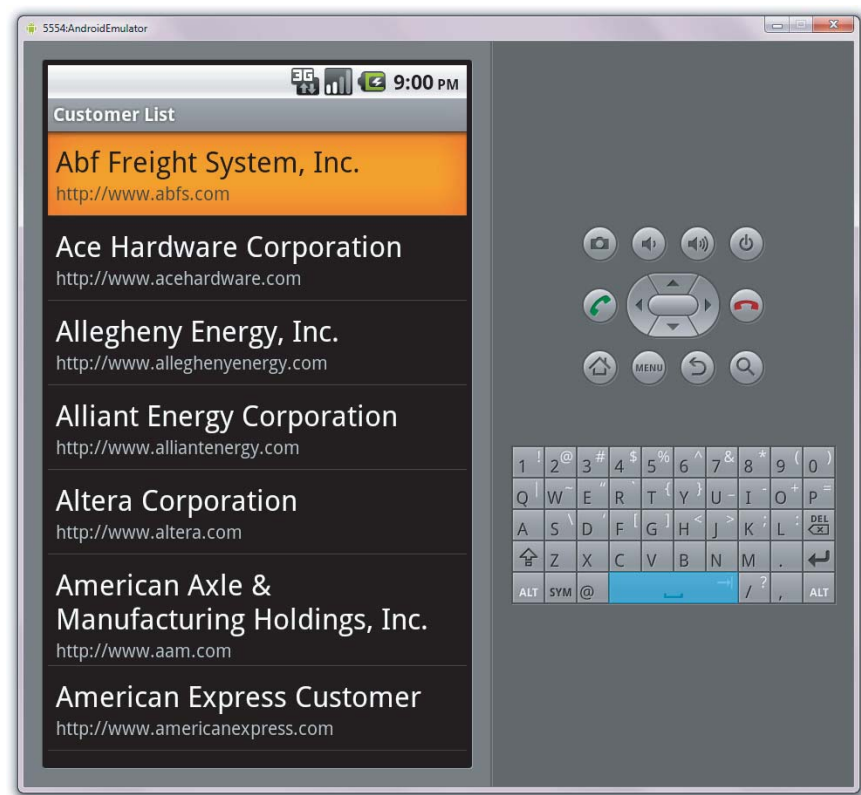 5554:AndroidEmulator
3G 9:00 PM
Customer List
Abf Freight System, Inc.
http://www.abfs.com
Ace Hardware Corporation
http://www.acehardware.com
Allegheny Energy, Inc.
http://www.alleghenyenergy.com
Alliant Energy Corporation
http://www.alliantenergy.com
Altera Corporation
http://www.altera.com
American Axle &
Manufacturing Holdings, Inc.
http://www.aam.com
American Express Customer
http://www.americanexpress.com
MENU
1 ! 2 @ 3 # 4 $ 5 % 6 ^ 7 & 8 * 9 ( 0 )
Q | W ~ E " R ` T { Y } U _ I - O + P =
A S \ D ' F [ G ] H < J > K ; L : DEL
Z X C V B N M .
ALT SYM @ / ? , ALT